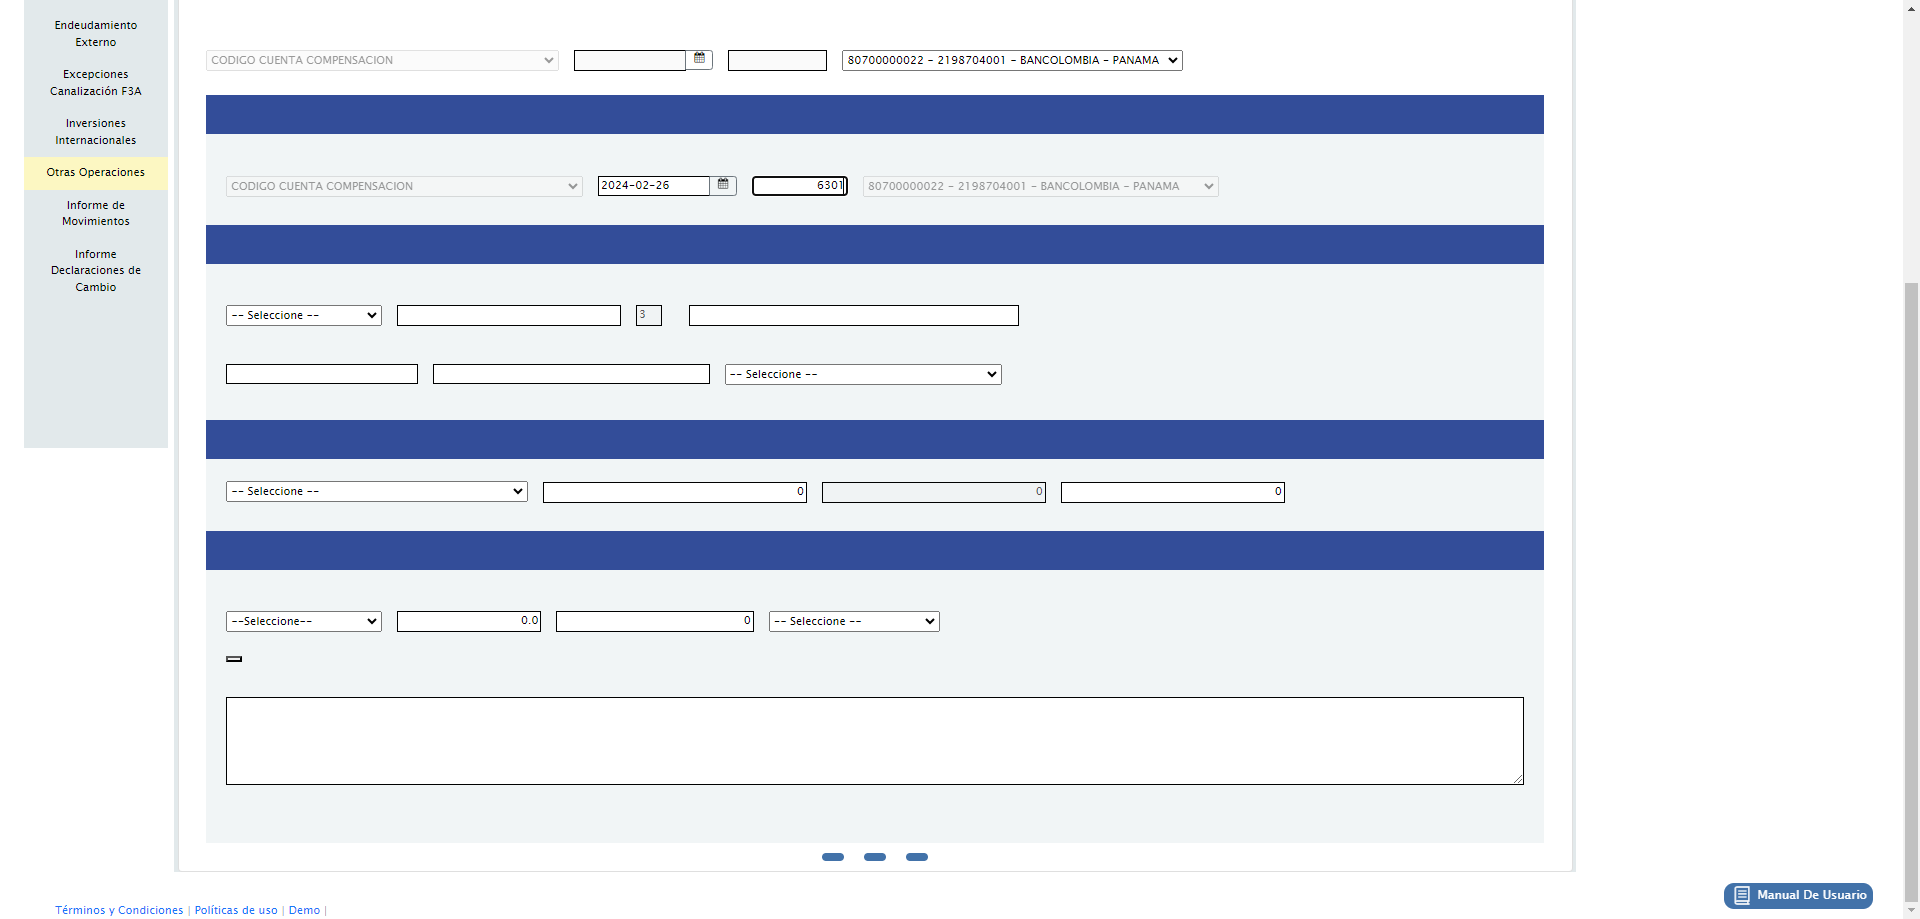 Endeudamiento
Externo
Excepciones
Canalización F3A
Inversiones
Internacionales
Otras Operaciones
Informe de
Movimientos
Informe
Declaraciones de
Cambio
CODIGO CUENTA COMPENSACION
80700000022 - 2198704001 - BANCOLOMBIA - PANAMA
CODIGO CUENTA COMPENSACION 2024-02-26 6301 80700000022 - 2198704001 - BANCOLOMBIA - PANAMA
-- Seleccione -- 3
-- Seleccione --
-- Seleccione -- 0 0 0
--Seleccione-- 0.0 0 -- Seleccione --
Manual De Usuario
Términos y Condiciones | Políticas de uso | Demo |